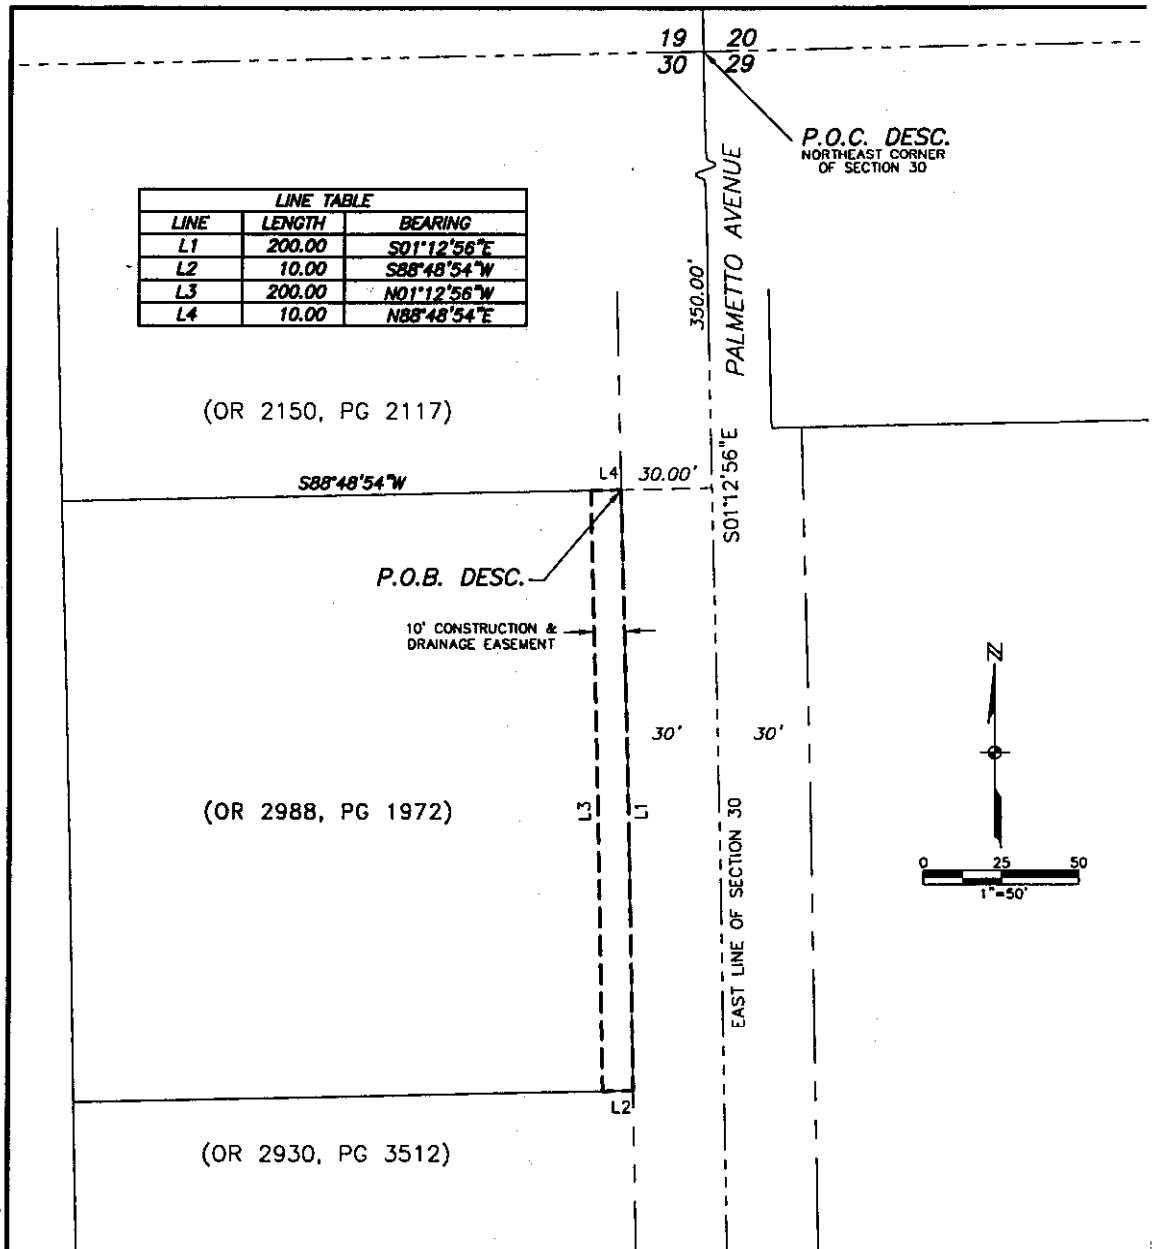 19 20
30 29
P.O.C. DESC.
NORTHEAST CORNER
OF SECTION 30
PALMETTO AVENUE
350.00'
S01°12'56"E
LINE TABLE
LINE LENGTH BEARING
L1 200.00 S01°12'56"E
L2 10.00 S88°48'54"W
L3 200.00 N01°12'56"W
L4 10.00 N88°48'54"E
(OR 2150, PG 2117)
S88°48'54"W
L4 30.00'
P.O.B. DESC.
10' CONSTRUCTION &
DRAINAGE EASEMENT
N
30' 30'
(OR 2988, PG 1972)
L3
L1
EAST LINE OF SECTION 30
0 25 50
1"=50'
L2
(OR 2930, PG 3512)